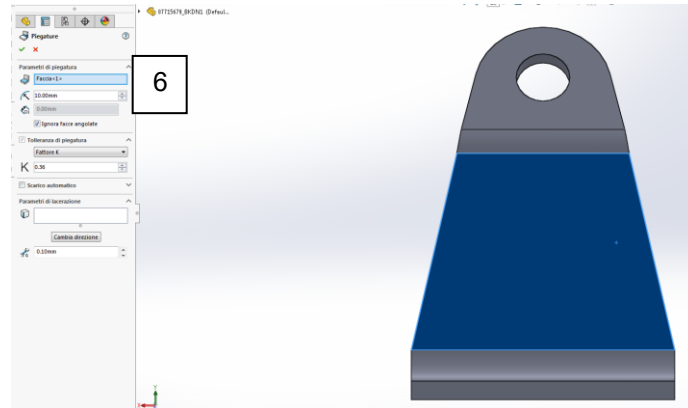 07715679_BKDN1 (Defaul...
Piegature
Parametri di piegatura
Faccia<1>
10.00mm
0.00mm
Ignora facce angolate
Tolleranza di piegatura
Fattore K
K 0.36
Scarico automatico
Parametri di lacerazione
Cambia direzione
0.10mm
6
Y
X